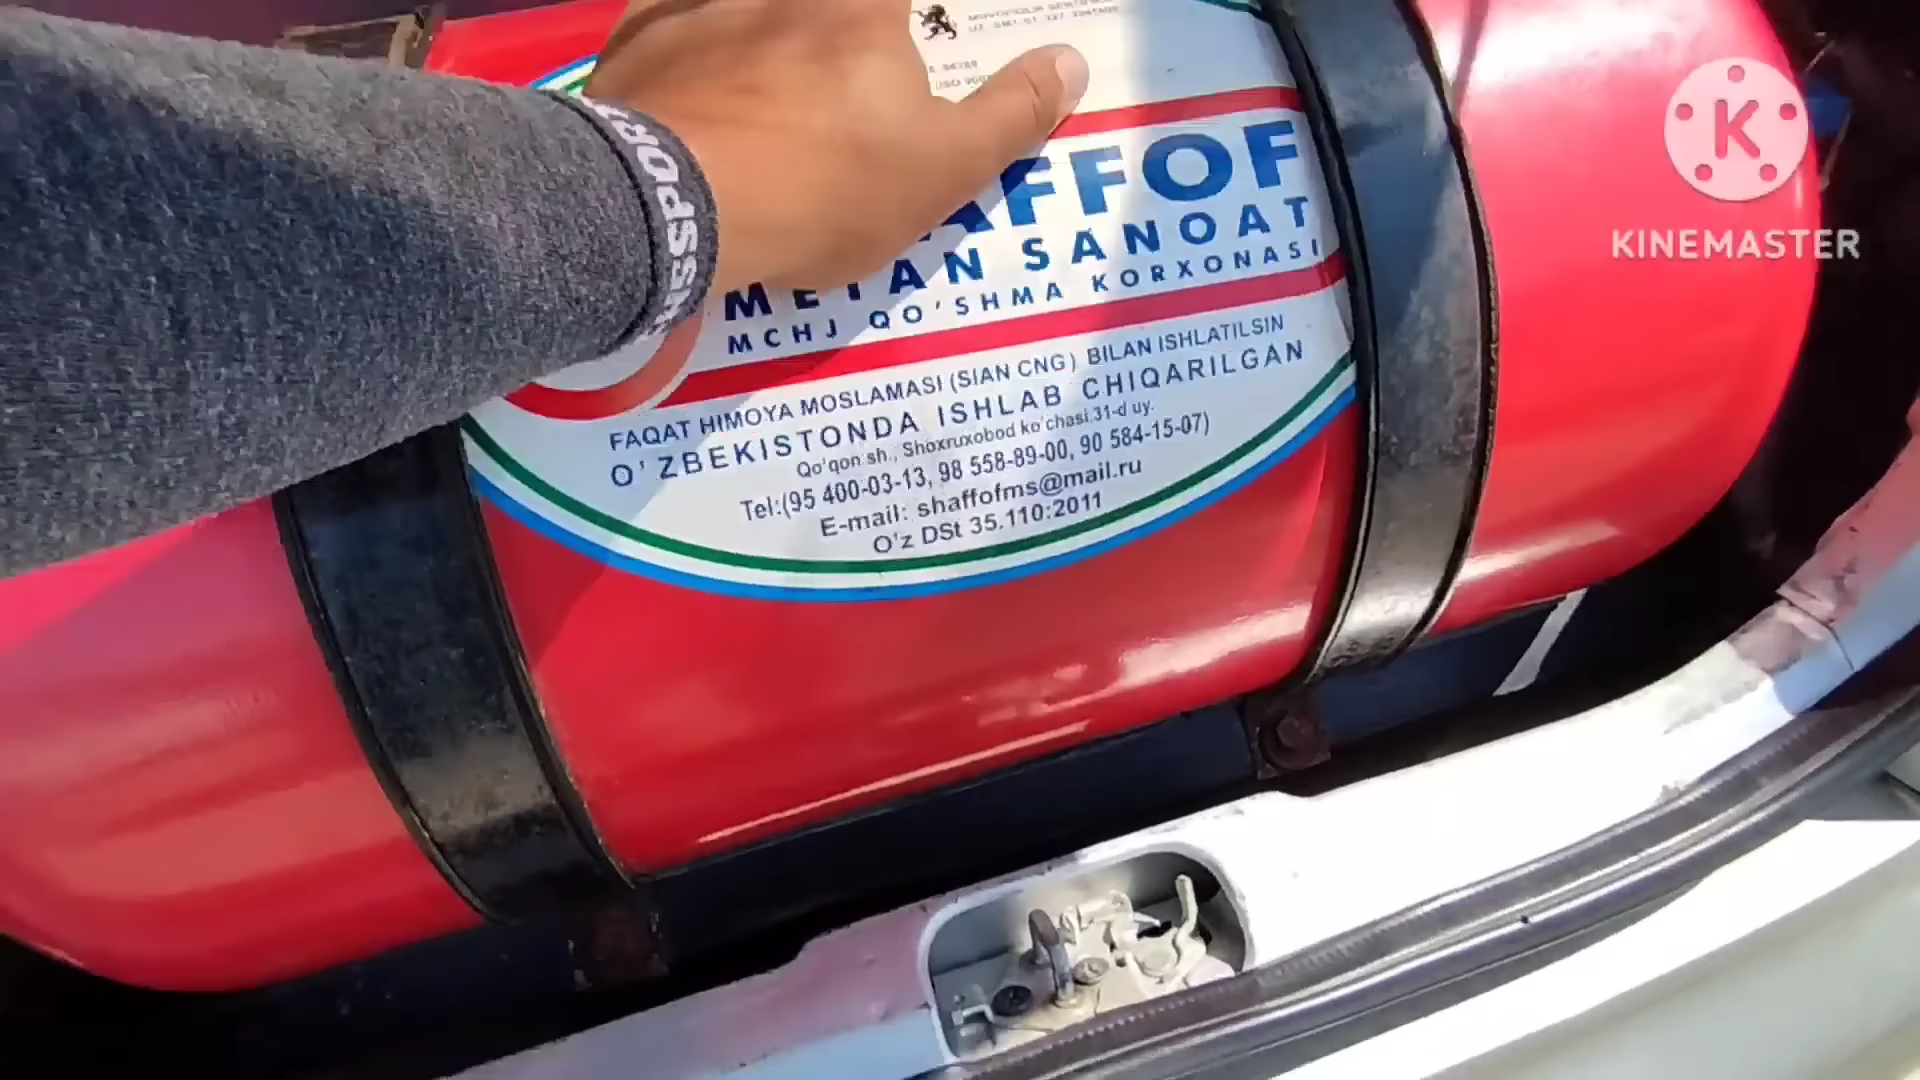 KINEMASTER
METAN SANOAT
MCHJ QO'SHMA KORXONASI
FAQAT HIMOYA MOSLAMASI (SIAN CNG) BILAN ISHLATILSIN
O'ZBEKISTONDA ISHLAB CHIQARILGAN
Qo'qon sh., Shoxruxobod ko'chasi.31-d uy.
Tel:(95 400-03-13, 98 558-89-00, 90 584-15-07)
E-mail: shaffofms@mail.ru
O'z DSt 35.110:2011